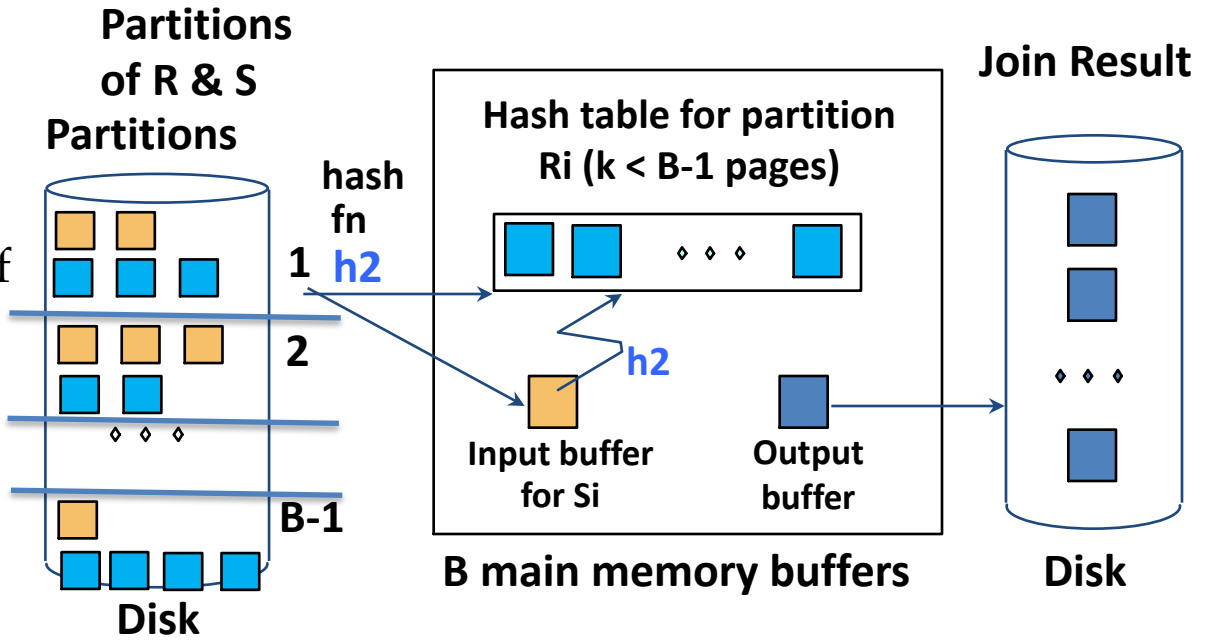 Partitions
of R & S
Partitions
hash
fn
h2
f
1
2
B-1
Disk
Hash table for partition
Ri (k < B-1 pages)
h2
Input buffer
for Si
Output
buffer
B main memory buffers
Join Result
Disk